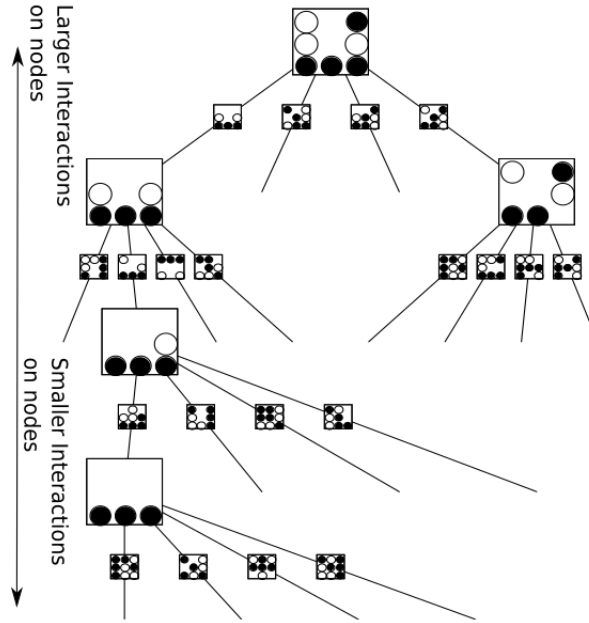 Larger Interactions
on nodes
Smaller Interactions
on nodes